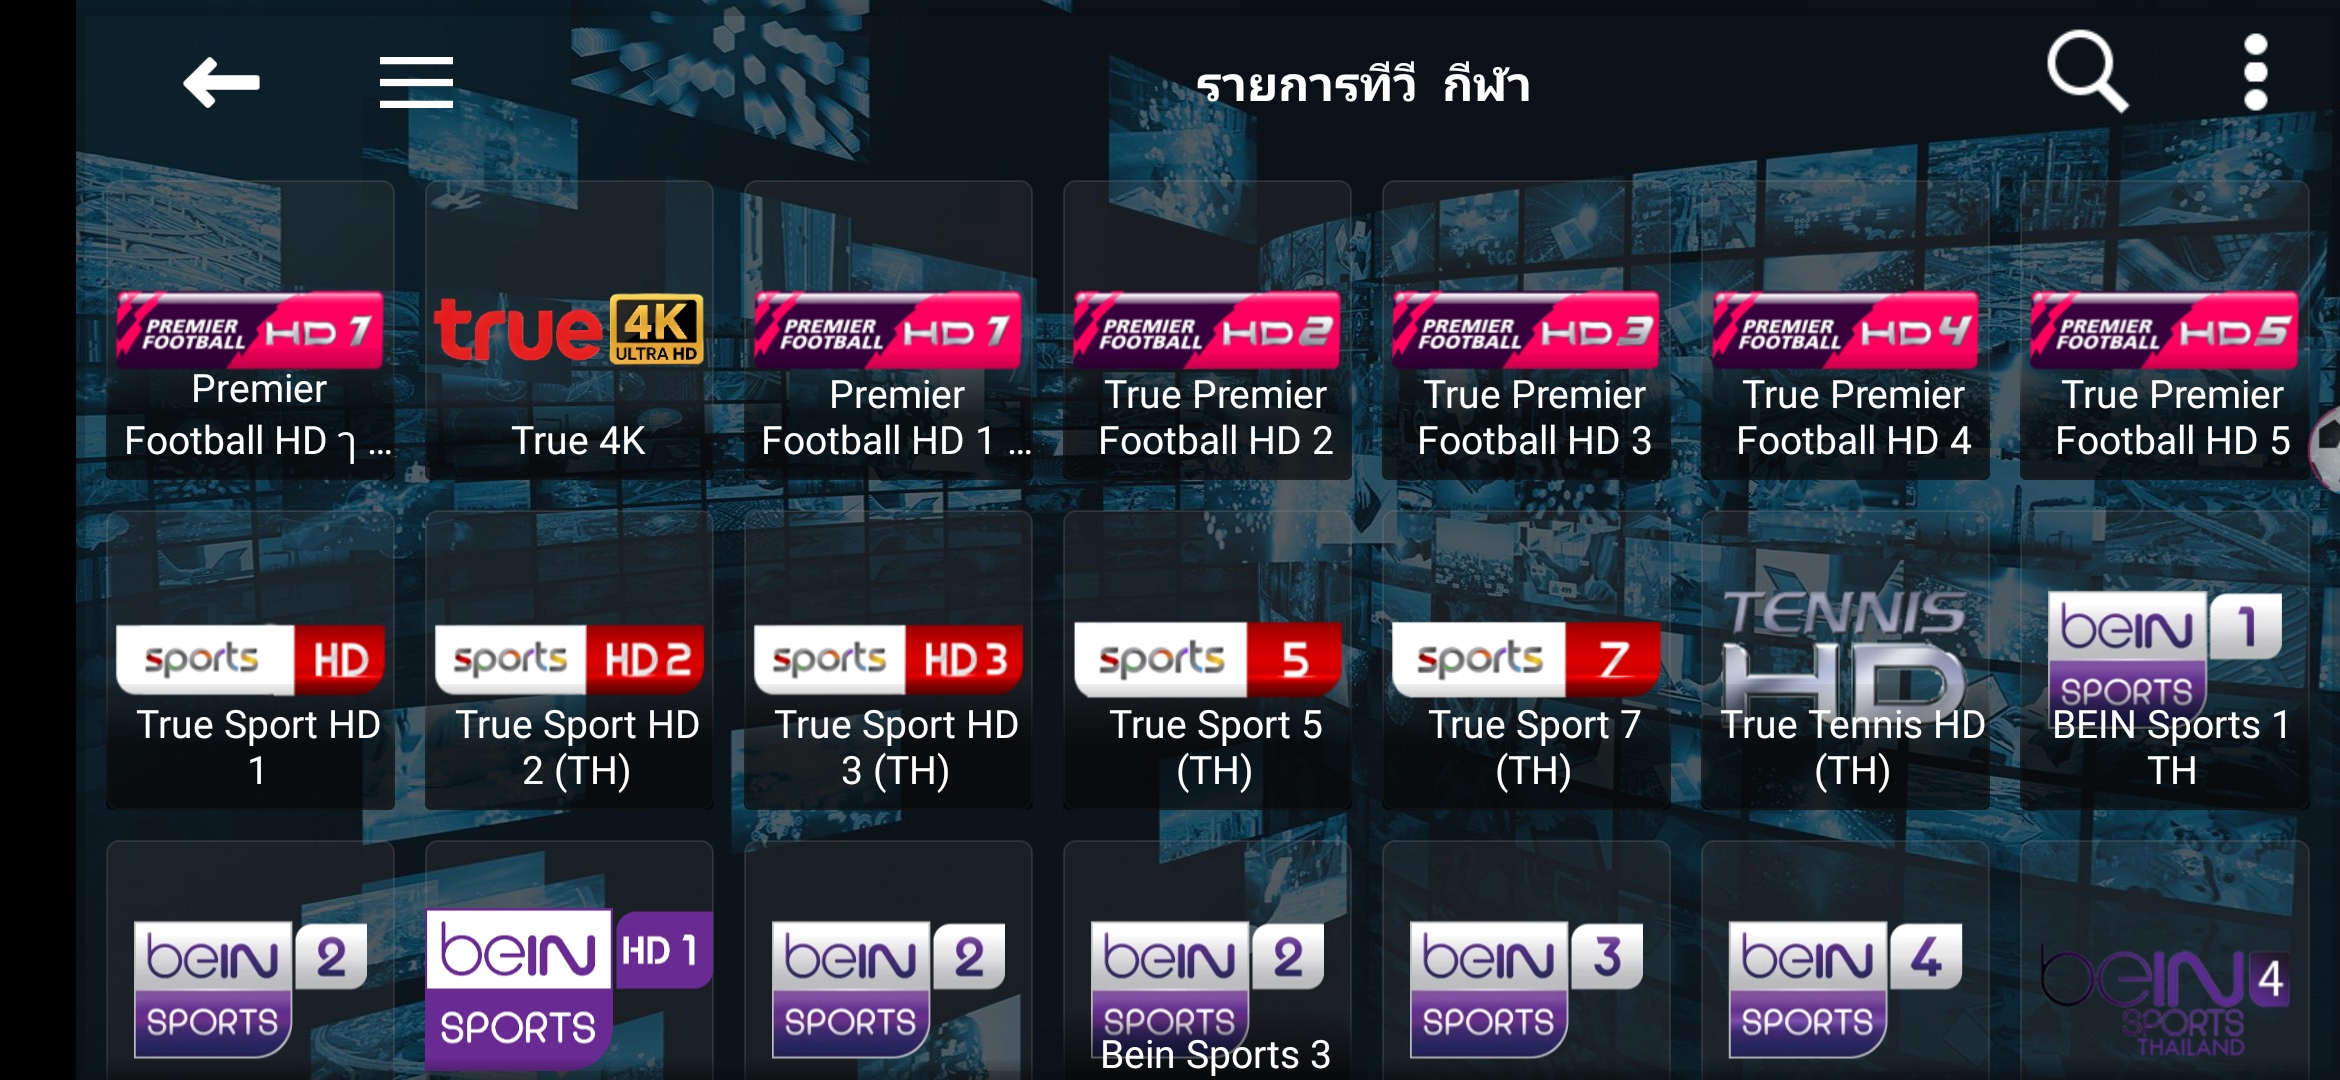 รายการทีวี กีฬา
PREMIER
FOOTBALL HD 1
Premier
Football HD ๅ ...
true 4K
ULTRA HD
True 4K
PREMIER
FOOTBALL HD 1
Premier
Football HD 1 ...
PREMIER
FOOTBALL HD 2
True Premier
Football HD 2
PREMIER
FOOTBALL HD 3
True Premier
Football HD 3
PREMIER
FOOTBALL HD 4
True Premier
Football HD 4
PREMIER
FOOTBALL HD 5
True Premier
Football HD 5
sports HD
True Sport HD
1
sports HD 2
True Sport HD
2 (TH)
sports HD 3
True Sport HD
3 (TH)
sports 5
True Sport 5
(TH)
sports 7
True Sport 7
(TH)
TENNIS
HD
True Tennis HD
(TH)
beIN 1
SPORTS
BEIN Sports 1
TH
beIN 2
SPORTS
beIN HD 1
SPORTS
beIN 2
SPORTS
beIN 2
SPORTS
Bein Sports 3
beIN 3
SPORTS
beIN 4
SPORTS
beIN 4
SPORTS
THAILAND